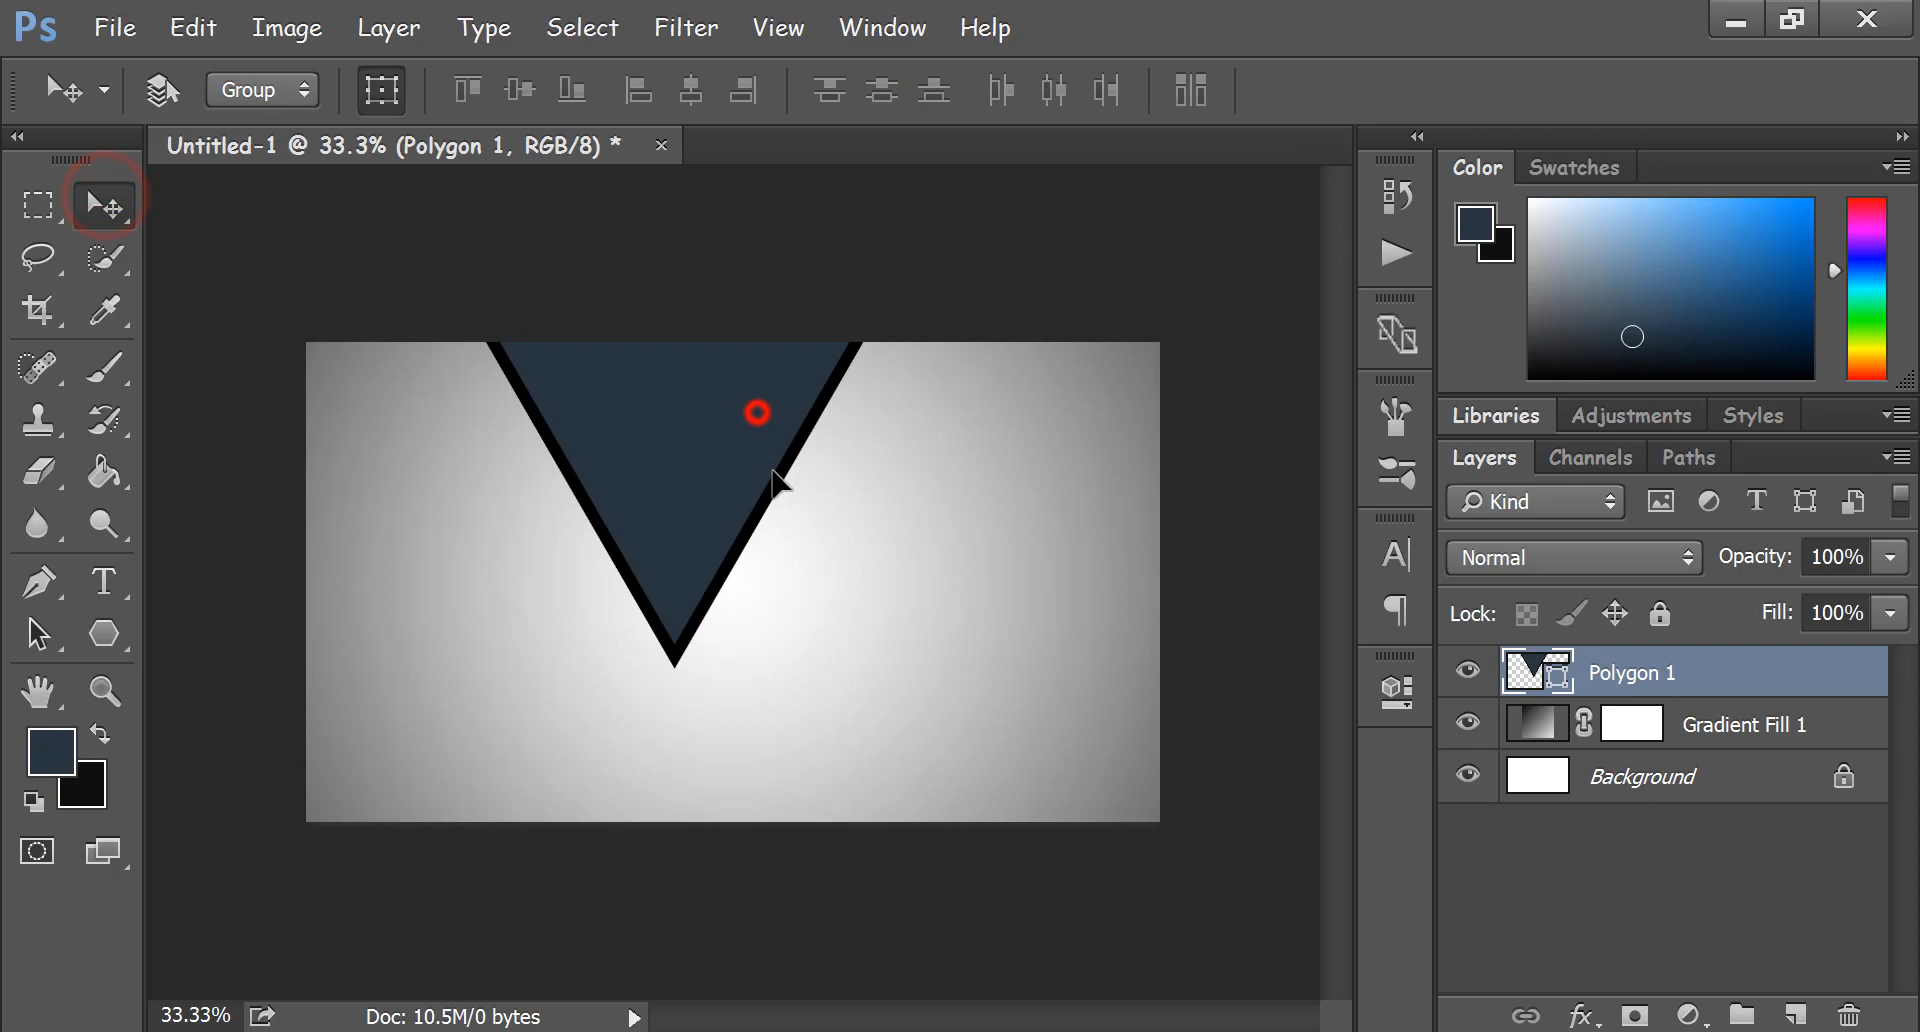 Ps File Edit Image Layer Type Select Filter View Window Help
Group
Untitled-1 @ 33.3% (Polygon 1, RGB/8) *
Color Swatches
Libraries Adjustments Styles
Layers Channels Paths
Kind
Normal Opacity: 100%
Lock: Fill: 100%
Polygon 1
Gradient Fill 1
Background
33.33% Doc: 10.5M/0 bytes
fx